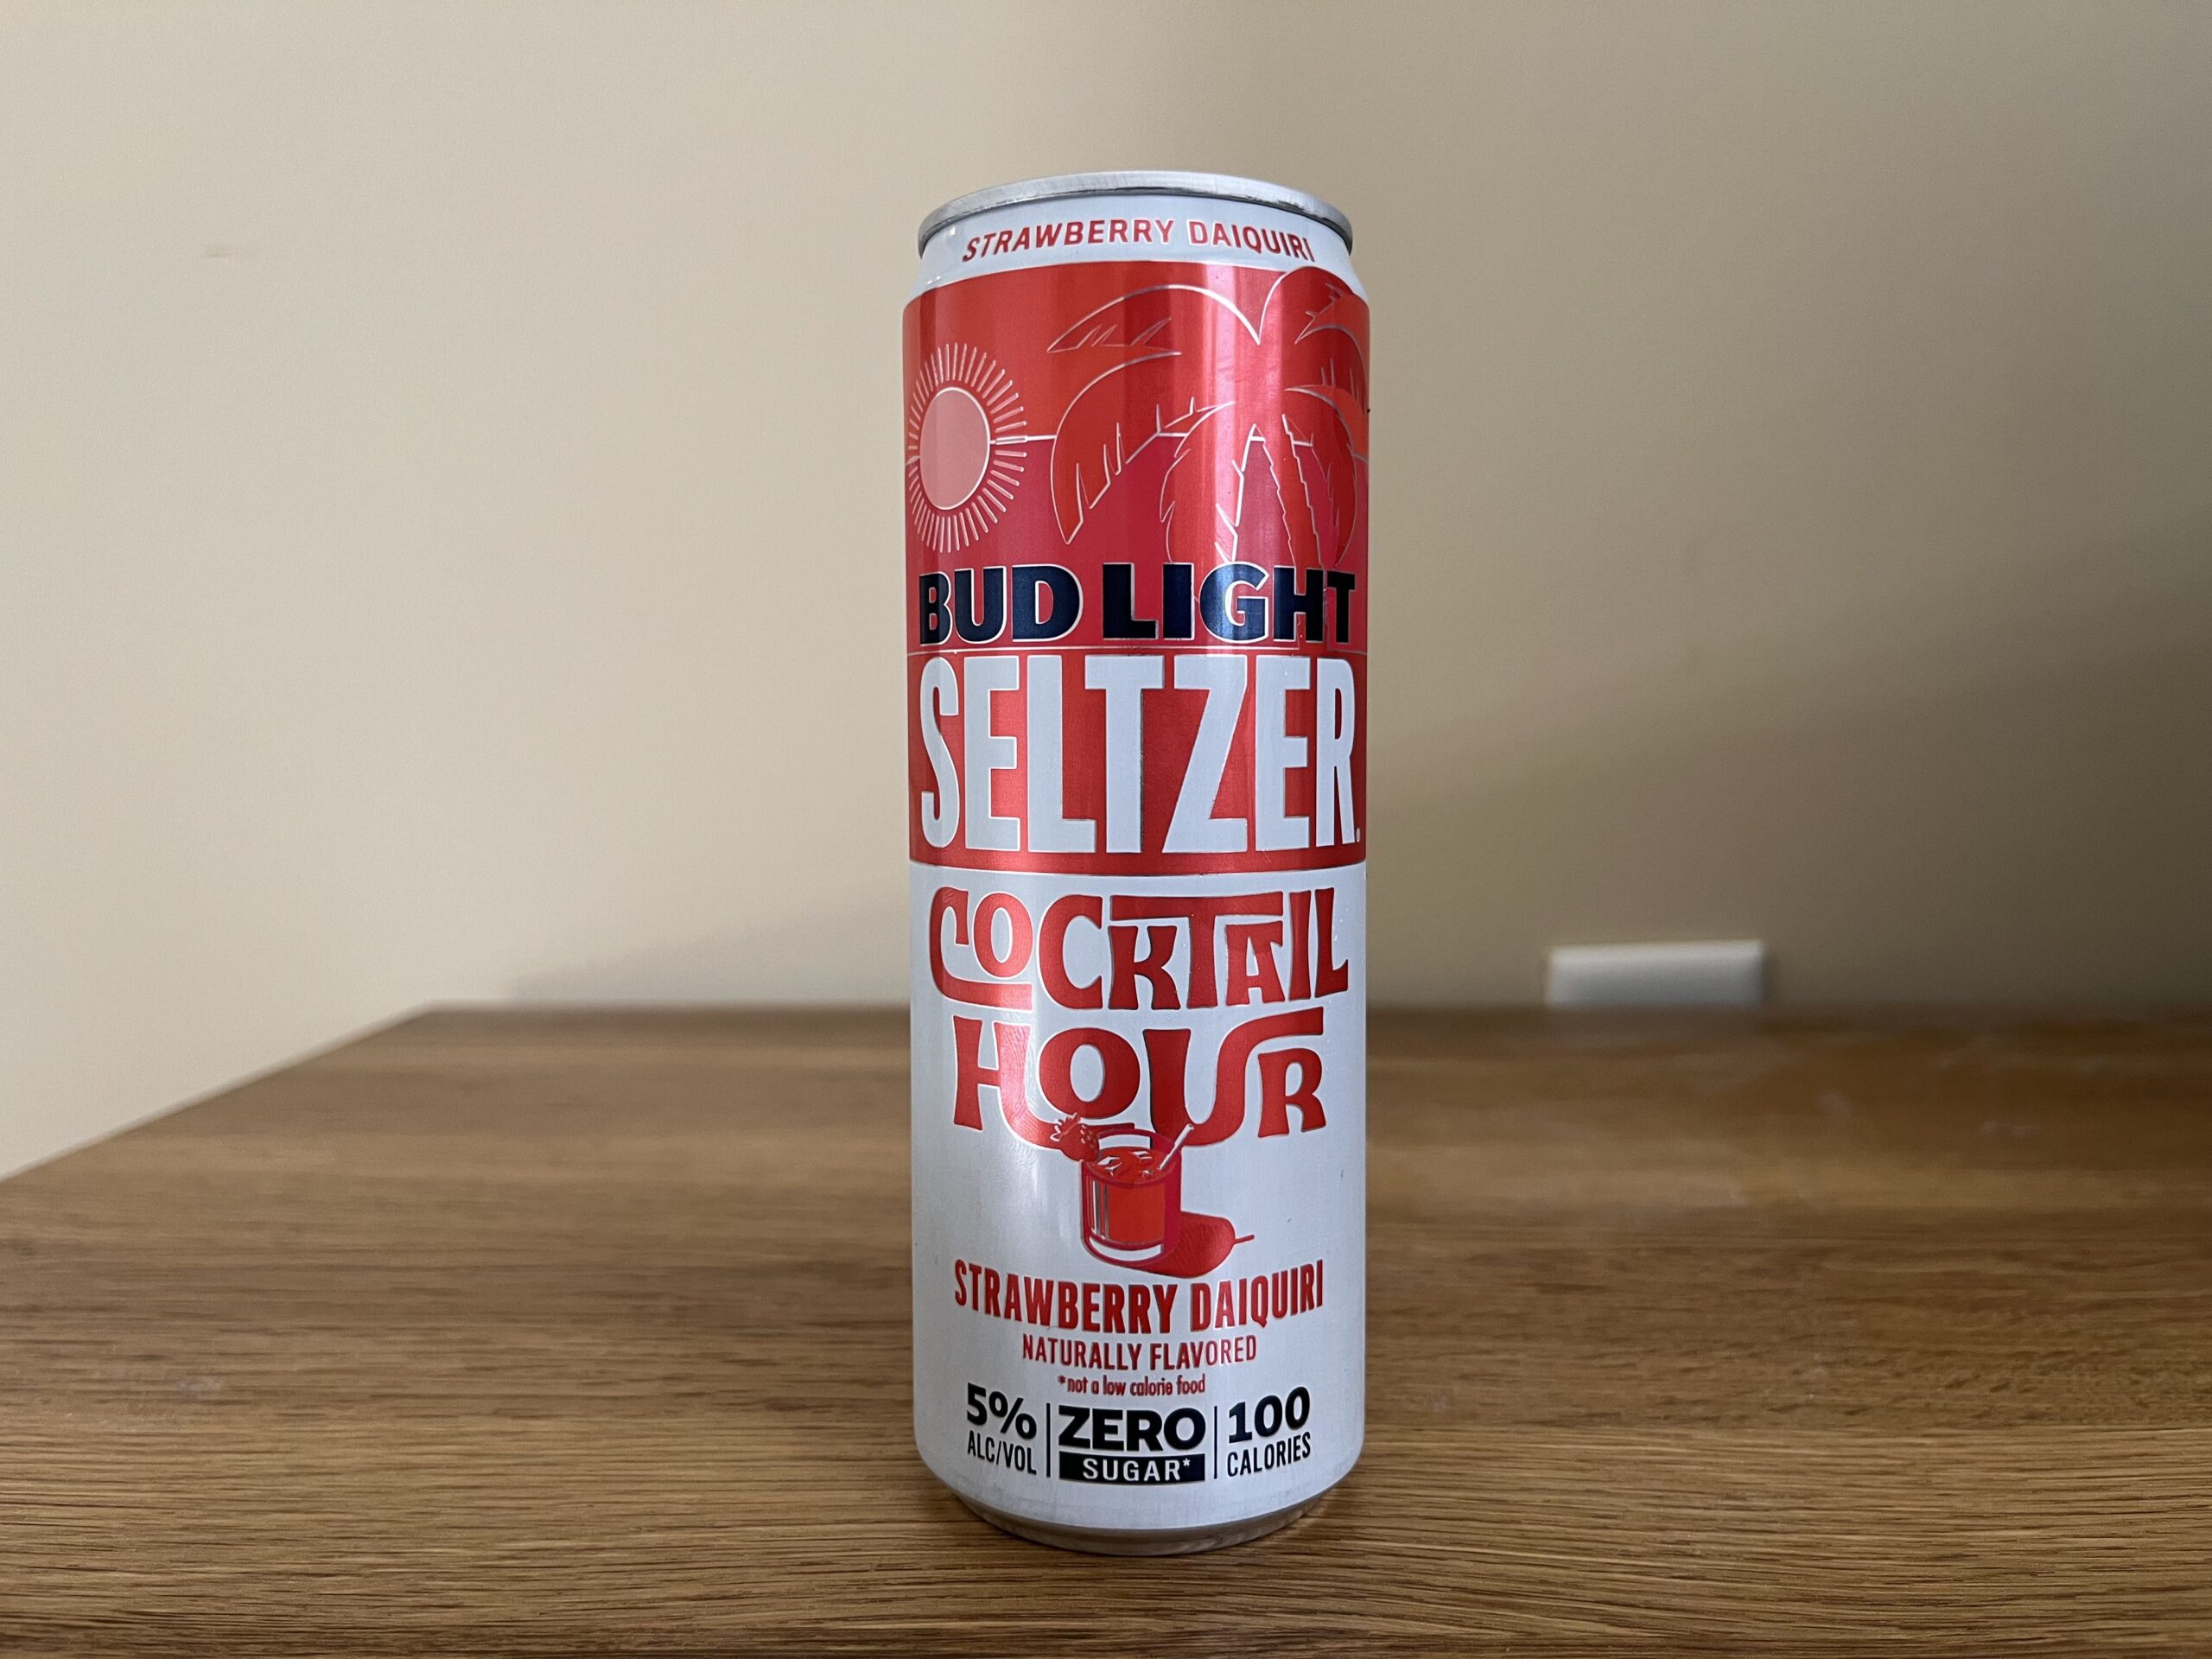 STRAWBERRY DAIQUIRI
BUD LIGHT
SELTZER.
COCKTAIL
HOUR
STRAWBERRY DAIQUIRI
NATURALLY FLAVORED
*not a low calorie food
5% ZERO 100
ALC/VOL SUGAR* CALORIES